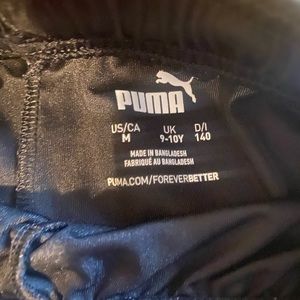 PUMA
US/CA UK D/I
M 9-10Y 140
MADE IN BANGLADESH
FABRIQUÉ AU BANGLADESH
PUMA.COM/FOREVERBETTER